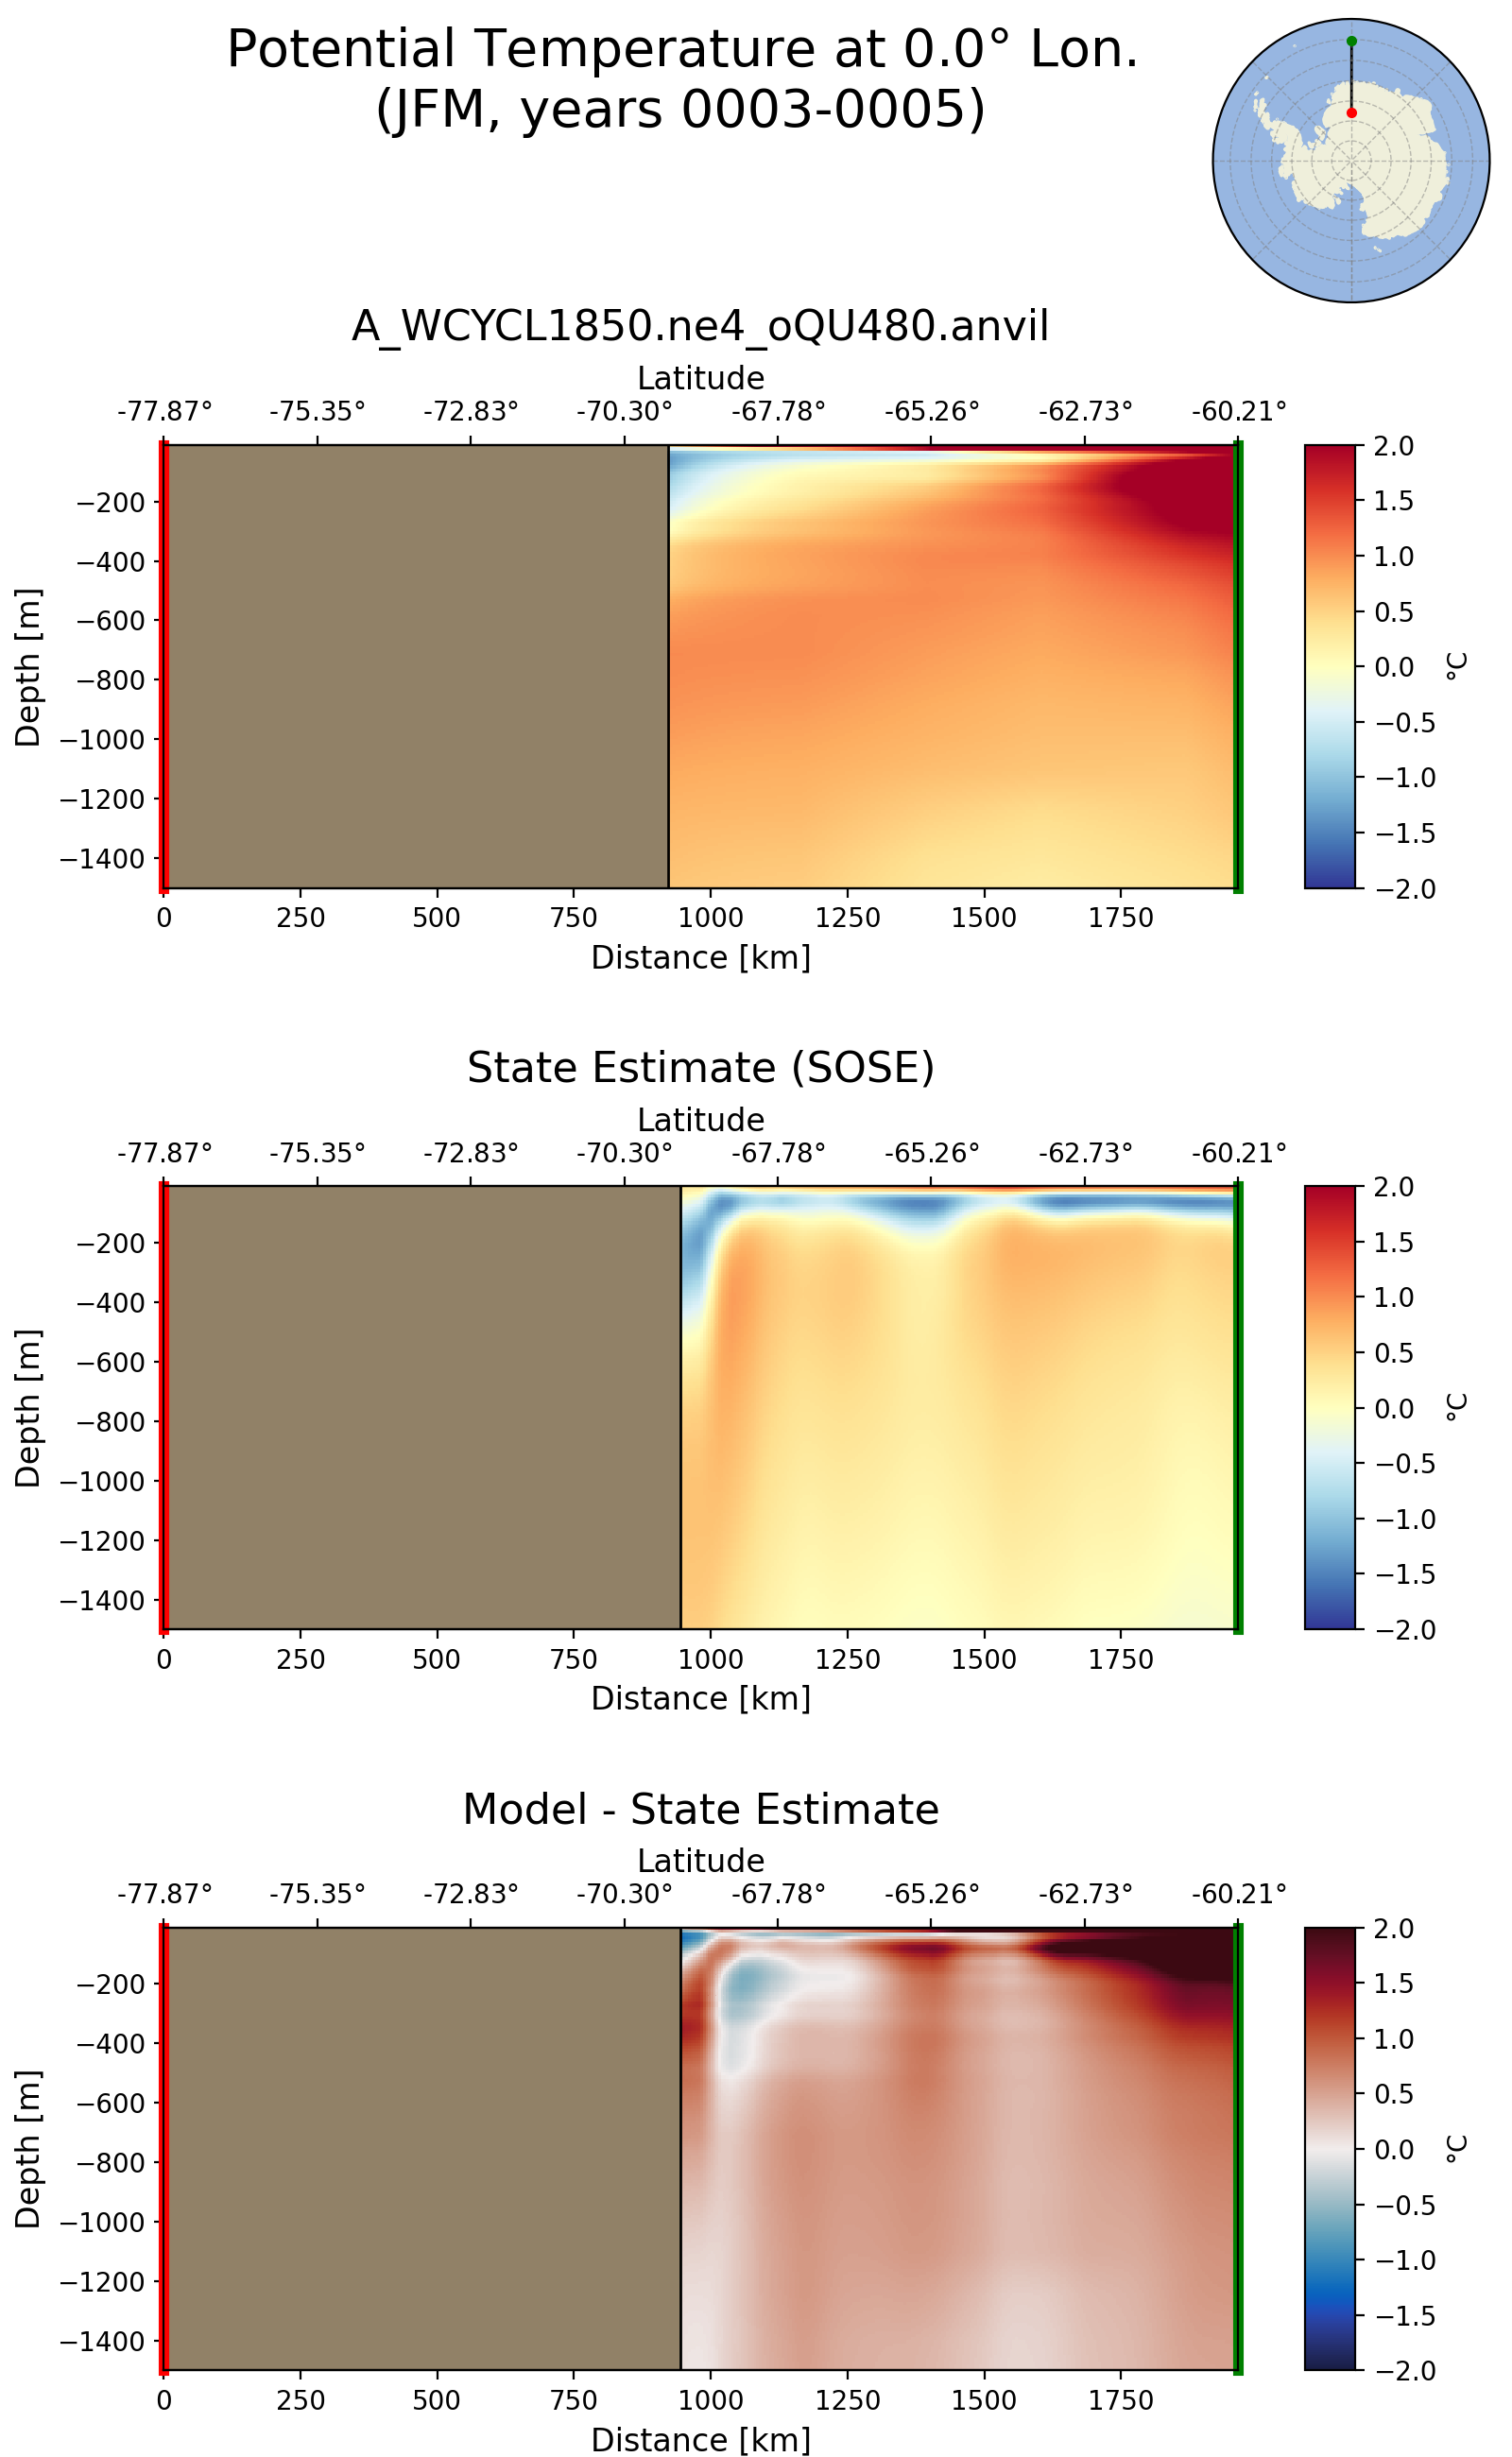 Potential Temperature at 0.0° Lon.
(JFM, years 0003-0005)
A_WCYCL1850.ne4_oQU480.anvil
Latitude
-77.87° -75.35° -72.83° -70.30° -67.78° -65.26° -62.73° -60.21°
Depth [m]
−200
−400
−600
−800
−1000
−1200
−1400
0 250 500 750 1000 1250 1500 1750
Distance [km]
2.0
1.5
1.0
0.5
0.0
−0.5
−1.0
−1.5
−2.0
°C
State Estimate (SOSE)
Latitude
-77.87° -75.35° -72.83° -70.30° -67.78° -65.26° -62.73° -60.21°
Depth [m]
−200
−400
−600
−800
−1000
−1200
−1400
0 250 500 750 1000 1250 1500 1750
Distance [km]
2.0
1.5
1.0
0.5
0.0
−0.5
−1.0
−1.5
−2.0
°C
Model - State Estimate
Latitude
-77.87° -75.35° -72.83° -70.30° -67.78° -65.26° -62.73° -60.21°
Depth [m]
−200
−400
−600
−800
−1000
−1200
−1400
0 250 500 750 1000 1250 1500 1750
Distance [km]
2.0
1.5
1.0
0.5
0.0
−0.5
−1.0
−1.5
−2.0
°C